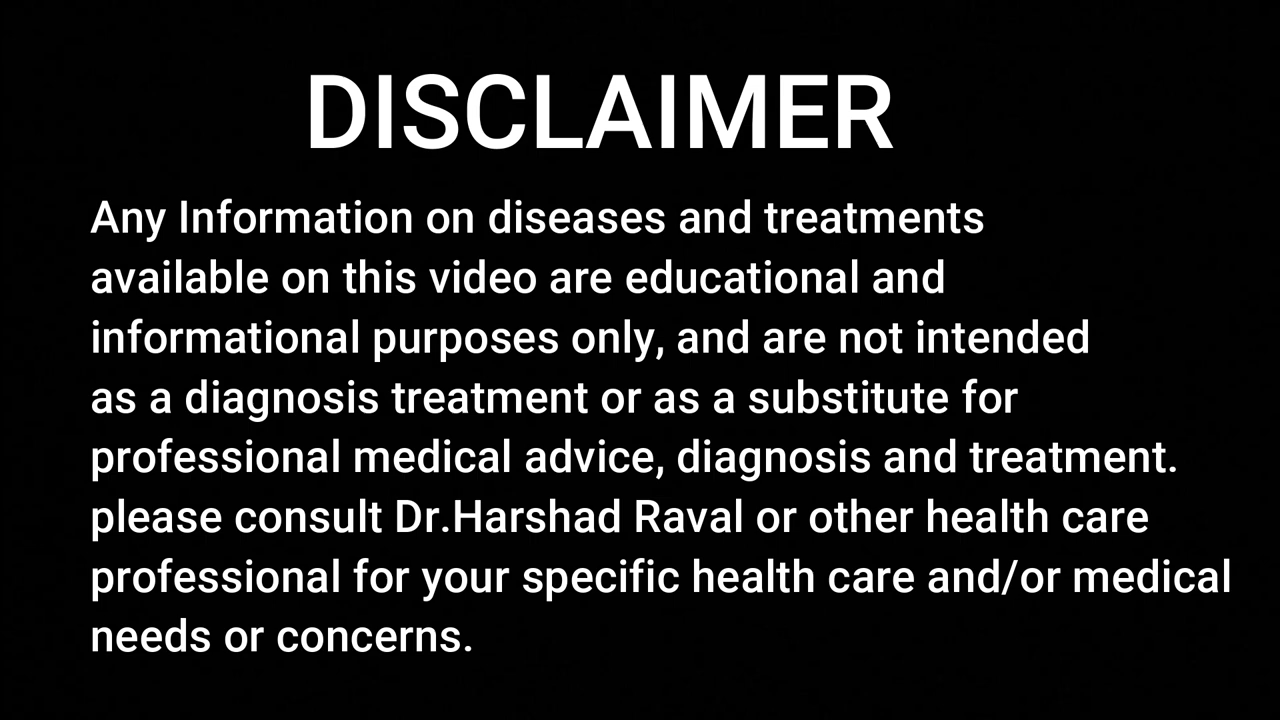 DISCLAIMER
Any Information on diseases and treatments
available on this video are educational and
informational purposes only, and are not intended
as a diagnosis treatment or as a substitute for
professional medical advice, diagnosis and treatment.
please consult Dr.Harshad Raval or other health care
professional for your specific health care and/or medical
needs or concerns.